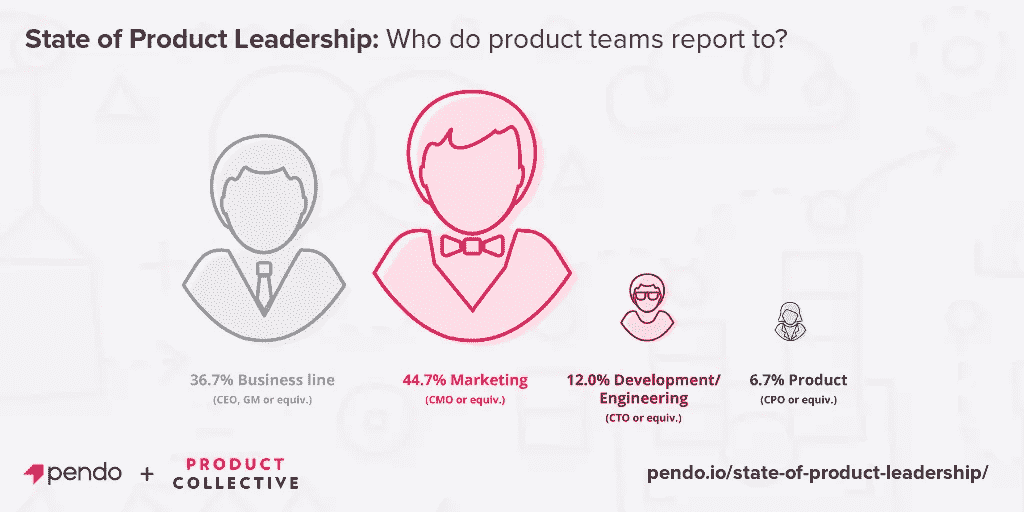 State of Product Leadership: Who do product teams report to?
36.7% Business line
(CEO, GM or equiv.)
44.7% Marketing
(CMO or equiv.)
12.0% Development/
Engineering
(CTO or equiv.)
6.7% Product
(CPO or equiv.)
pendo + PRODUCT
COLLECTIVE
pendo.io/state-of-product-leadership/